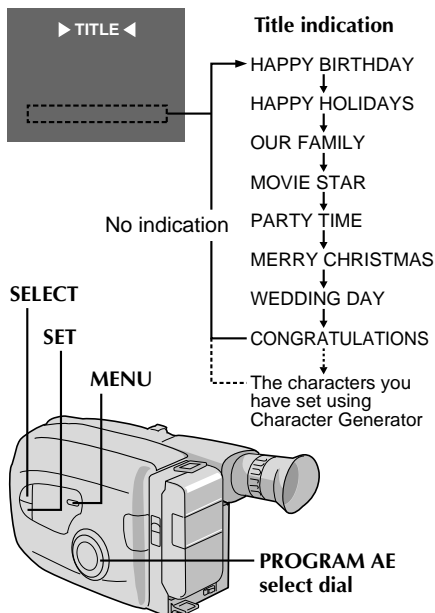 ▶ TITLE ◀
Title indication
HAPPY BIRTHDAY
HAPPY HOLIDAYS
OUR FAMILY
MOVIE STAR
PARTY TIME
MERRY CHRISTMAS
WEDDING DAY
CONGRATULATIONS
The characters you
have set using
Character Generator
No indication
SELECT
SET
MENU
PROGRAM AE
select dial